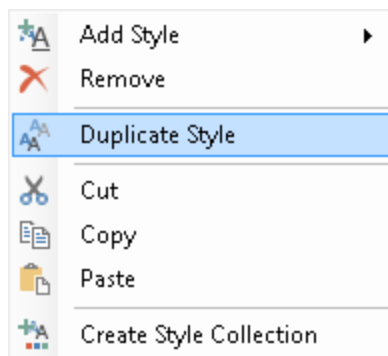 Add Style
Remove
Duplicate Style
Cut
Copy
Paste
Create Style Collection